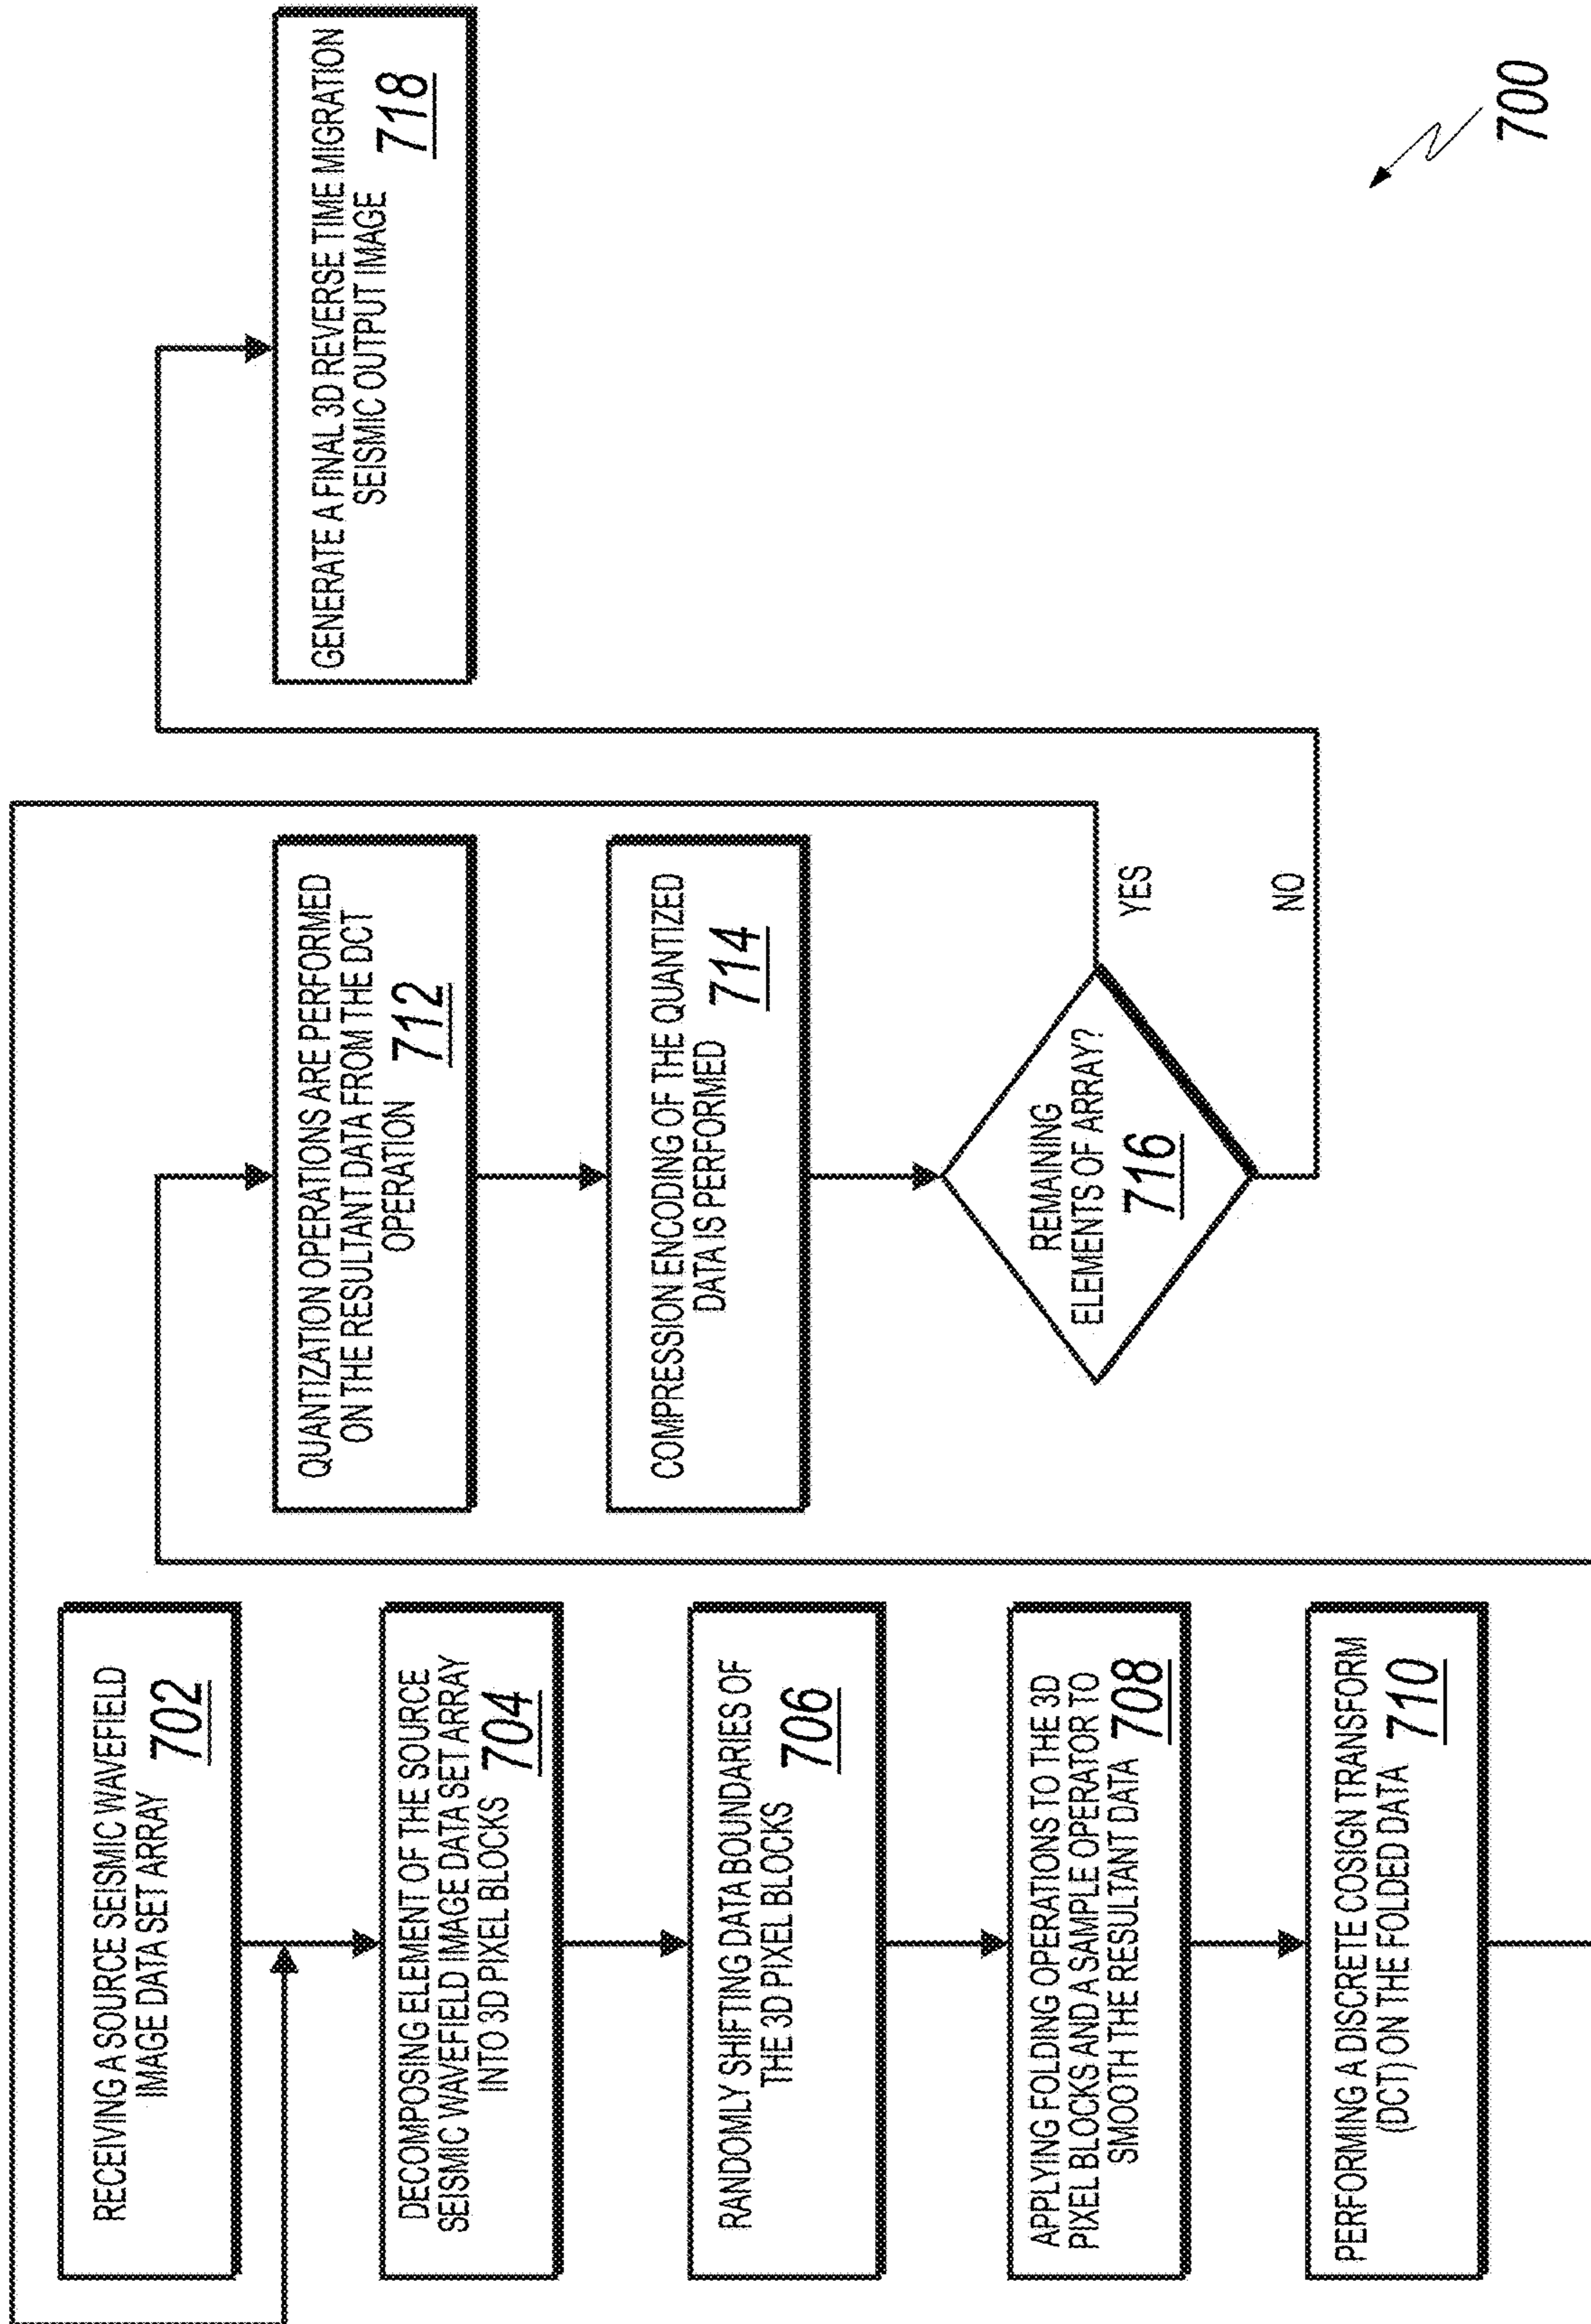 RECEIVING A SOURCE SEISMIC WAVEFIELD
IMAGE DATA SET ARRAY
702
DECOMPOSING ELEMENT OF THE SOURCE
SEISMIC WAVEFIELD IMAGE DATA SET ARRAY
INTO 3D PIXEL BLOCKS
704
RANDOMLY SHIFTING DATA BOUNDARIES OF
THE 3D PIXEL BLOCKS
706
APPLYING FOLDING OPERATIONS TO THE 3D
PIXEL BLOCKS AND A SAMPLE OPERATOR TO
SMOOTH THE RESULTANT DATA
708
PERFORMING A DISCRETE COSIGN TRANSFORM
(DCT) ON THE FOLDED DATA
710
QUANTIZATION OPERATIONS ARE PERFORMED
ON THE RESULTANT DATA FROM THE DCT
OPERATION
712
COMPRESSION ENCODING OF THE QUANTIZED
DATA IS PERFORMED
714
REMAINING
ELEMENTS OF ARRAY?
716
YES
NO
GENERATE A FINAL 3D REVERSE TIME MIGRATION
SEISMIC OUTPUT IMAGE
718
700